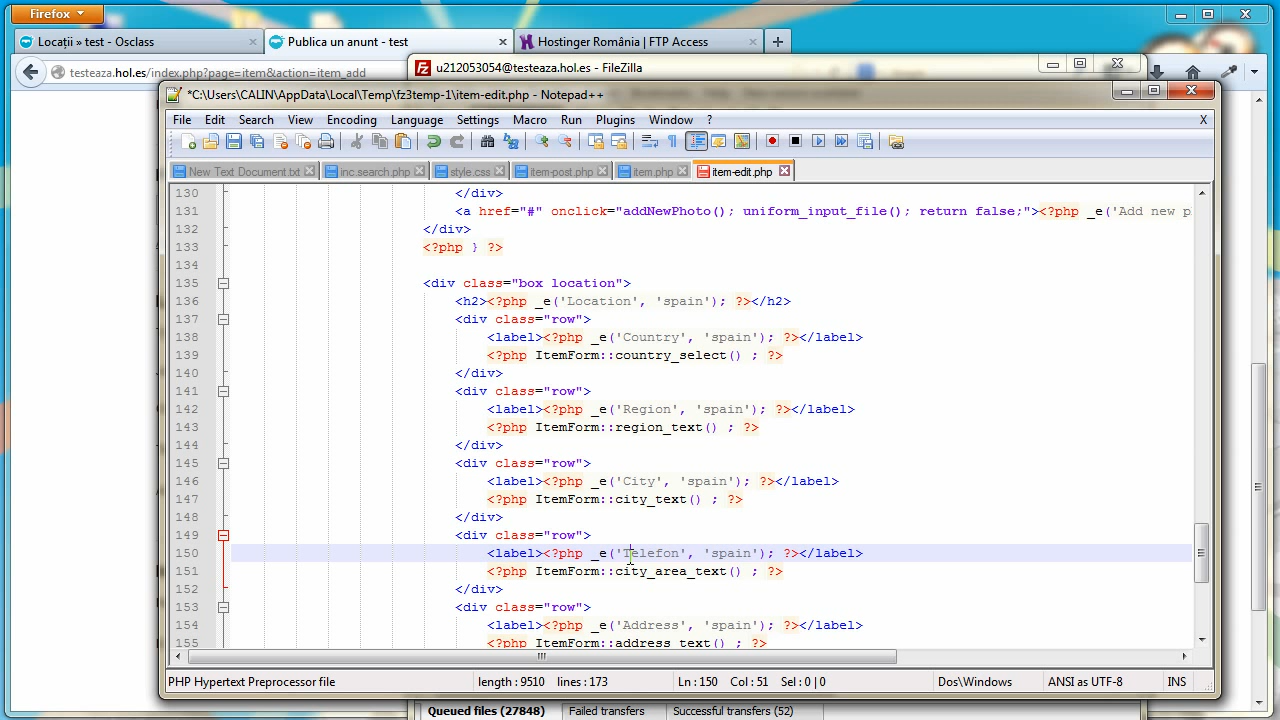 Firefox
Locații » test - Osclass
Publica un anunt - test
Hostinger România | FTP Access
testeaza.hol.es/index.php?page=item&action=item_add
u212053054@testeaza.hol.es - FileZilla
*C:\Users\CALIN\AppData\Local\Temp\fz3temp-1\item-edit.php - Notepad++
File Edit Search View Encoding Language Settings Macro Run Plugins Window ? X
New Text Document.txt inc.search.php style.css item-post.php item.php item-edit.php
130 </div>
131 <a href="#" onclick="addNewPhoto(); uniform_input_file(); return false;"><?php _e('Add new p
132 </div>
133 <?php } ?>
134
135 <div class="box location">
136 <h2><?php _e('Location', 'spain'); ?></h2>
137 <div class="row">
138 <label><?php _e('Country', 'spain'); ?></label>
139 <?php ItemForm::country_select() ; ?>
140 </div>
141 <div class="row">
142 <label><?php _e('Region', 'spain'); ?></label>
143 <?php ItemForm::region_text() ; ?>
144 </div>
145 <div class="row">
146 <label><?php _e('City', 'spain'); ?></label>
147 <?php ItemForm::city_text() ; ?>
148 </div>
149 <div class="row">
150 <label><?php _e('Telefon', 'spain'); ?></label>
151 <?php ItemForm::city_area_text() ; ?>
152 </div>
153 <div class="row">
154 <label><?php _e('Address', 'spain'); ?></label>
155 <?php ItemForm::address_text() ; ?>
PHP Hypertext Preprocessor file length : 9510 lines : 173 Ln : 150 Col : 51 Sel : 0 | 0 Dos\Windows ANSI as UTF-8 INS
Queued files (27848) Failed transfers Successful transfers (52)